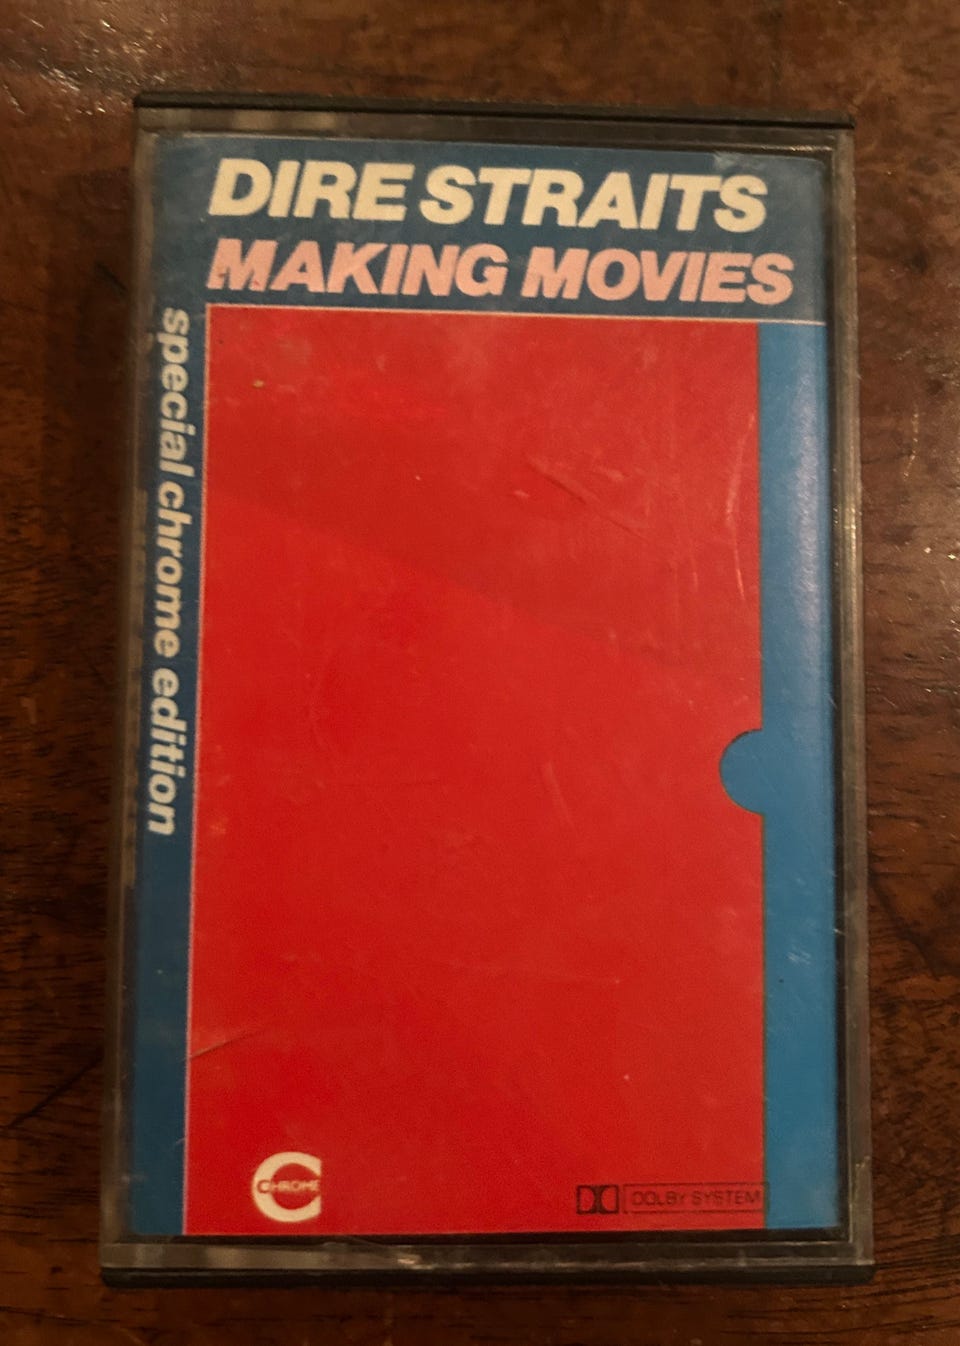 DIRE STRAITS
MAKING MOVIES
special chrome edition
CHROME
DOLBY SYSTEM